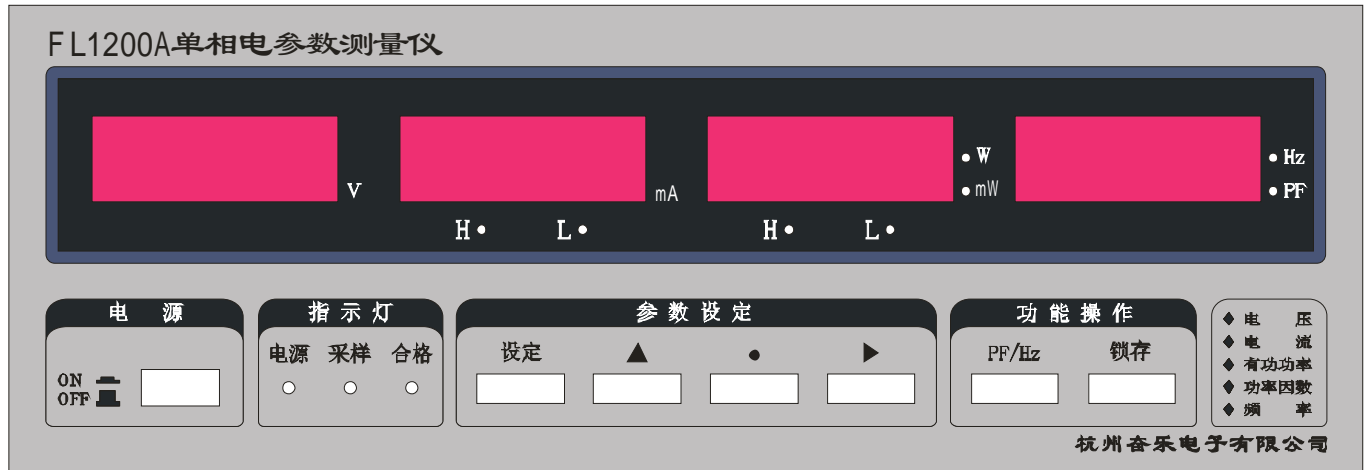 FL1200A单相电参数测量仪
V
mA
• W
• mW
• Hz
• PF
H• L•
H• L•
电 源
ON
OFF
指示灯
电源 采样 合格
参数设定
设定 ▲ ● ▶
功能操作
PF/Hz 锁存
◆ 电 压
◆ 电 流
◆ 有功功率
◆ 功率因数
◆ 频 率
杭州奋乐电子有限公司